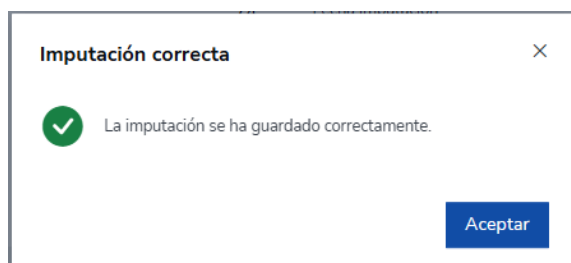 Imputación correcta
La imputación se ha guardado correctamente.
Aceptar